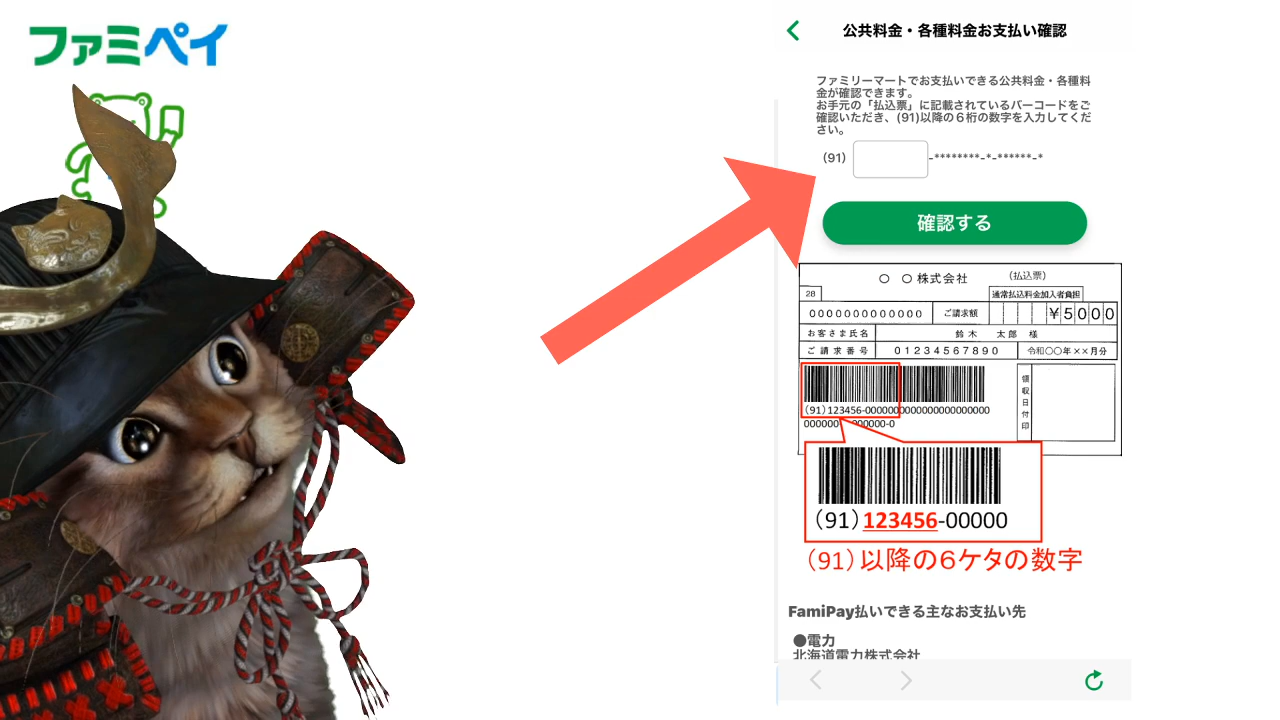 ファミペイ
公共料金・各種料金お支払い確認
ファミリーマートでお支払いできる公共料金・各種料
金が確認できます。
お手元の「払込票」に記載されているバーコードをご
確認いただき、(91)以降の6桁の数字を入力してくだ
さい。
(91) -********-*-******-*
確認する
○ ○株式会社 (払込票)
28 通常払込料金加入者負担
0000000000000 ご請求額 ¥5000
お客さま氏名 鈴木 太郎 様
ご請求番号 01234567890 令和○○年××月分
領収日付印
(91)123456-000000000000000000000
000000 000000-0
(91)123456-00000
(91)以降の6ケタの数字
FamiPay払いできる主なお支払い先
●電力
北海道電力株式会社